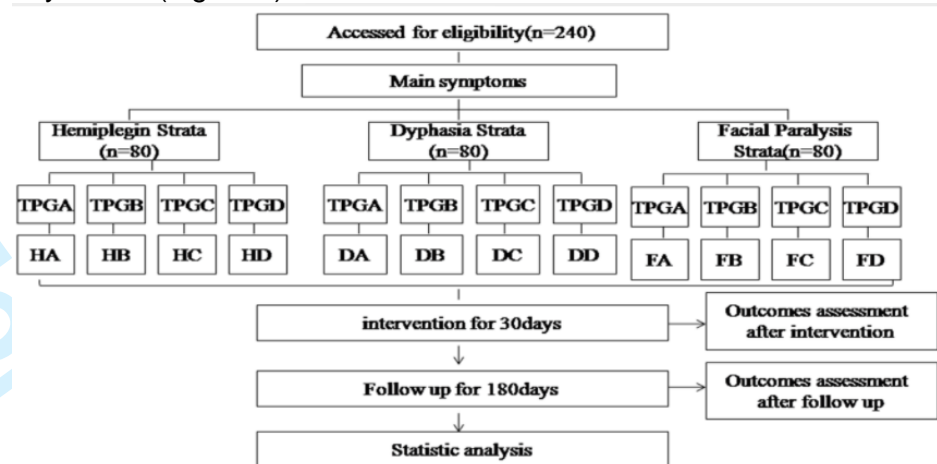 Accessed for eligibility(n=240)
Main symptoms
Hemiplegin Strata
(n=80)
Dyphasia Strata
(n=80)
Facial Paralysis
Strata(n=80)
TPGA TPGB TPGC TPGD
TPGA TPGB TPGC TPGD
TPGA TPGB TPGC TPGD
HA HB HC HD
DA DB DC DD
FA FB FC FD
intervention for 30days
Outcomes assessment
after intervention
Follow up for 180days
Outcomes assessment
after follow up
Statistic analysis